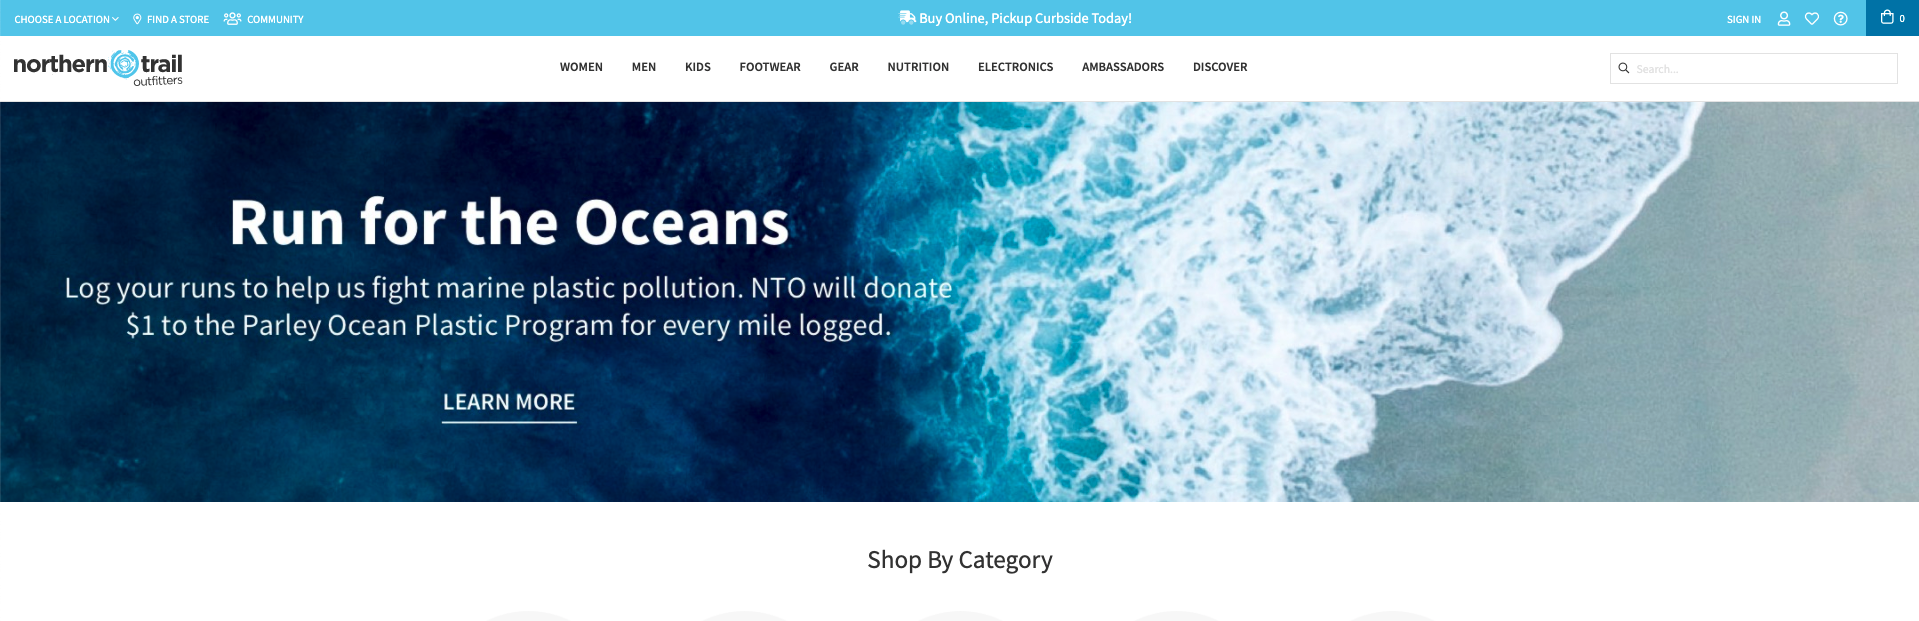 CHOOSE A LOCATION
FIND A STORE
COMMUNITY
Buy Online, Pickup Curbside Today!
SIGN IN
0
northern trail
outfitters
WOMEN
MEN
KIDS
FOOTWEAR
GEAR
NUTRITION
ELECTRONICS
AMBASSADORS
DISCOVER
Search...
Run for the Oceans
Log your runs to help us fight marine plastic pollution. NTO will donate
$1 to the Parley Ocean Plastic Program for every mile logged.
LEARN MORE
Shop By Category